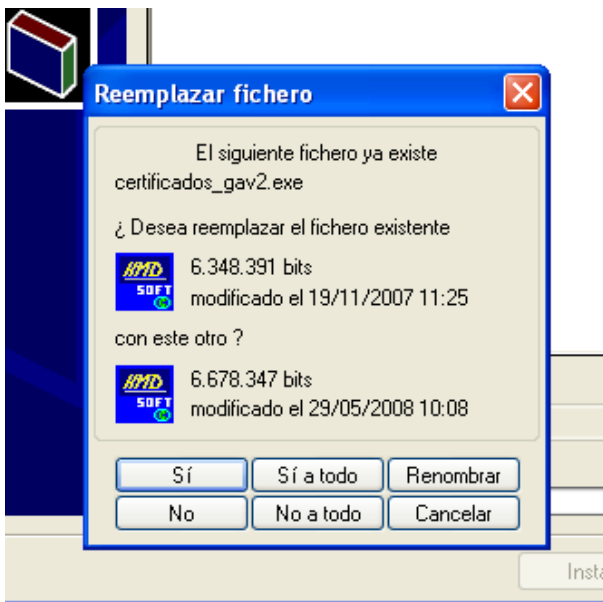 Reemplazar fichero
El siguiente fichero ya existe
certificados_gav2.exe
¿ Desea reemplazar el fichero existente
6.348.391 bits
modificado el 19/11/2007 11:25
con este otro ?
6.678.347 bits
modificado el 29/05/2008 10:08
Sí
Sí a todo
Renombrar
No
No a todo
Cancelar
Insta